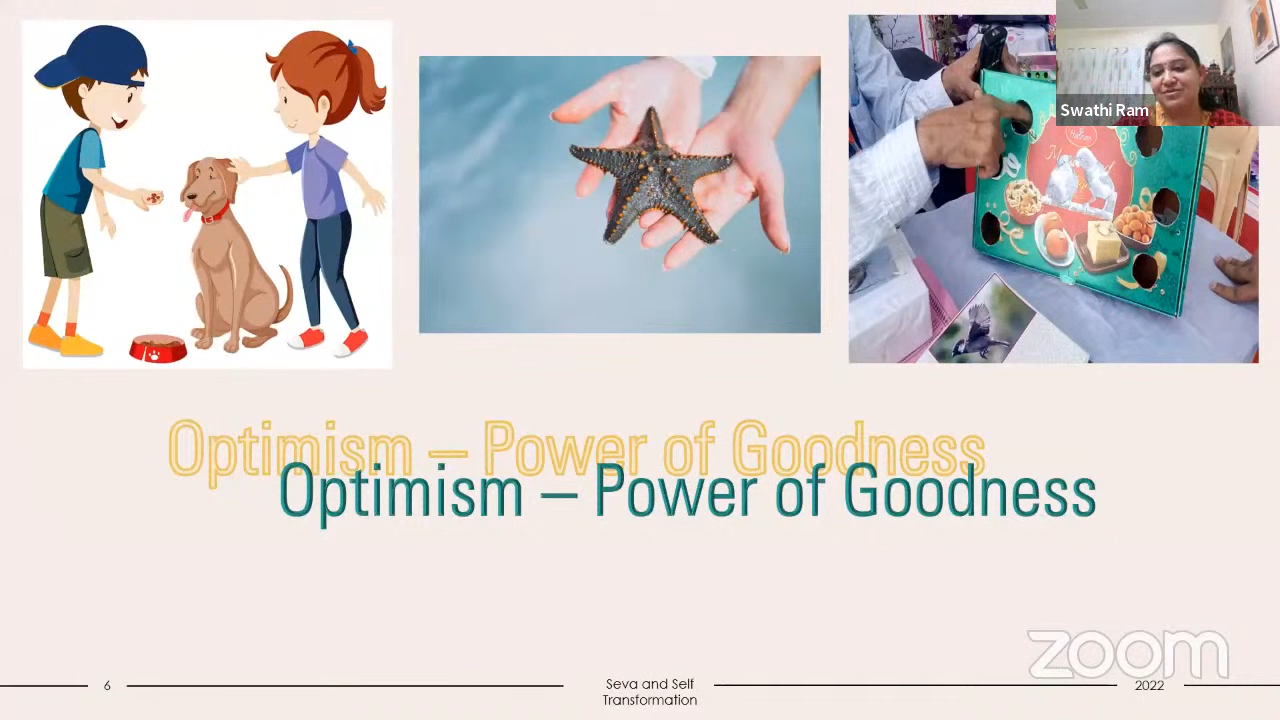 Swathi Ram
Optimism – Power of Goodness
Optimism – Power of Goodness
zoom
6
Seva and Self
Transformation
2022